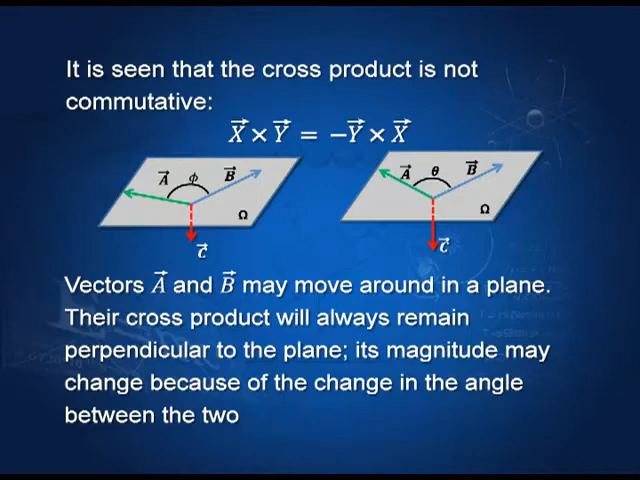 It is seen that the cross product is not
commutative:
X⃗ × Y⃗ = −Y⃗ × X⃗
A⃗ ϕ B⃗
Ω
C⃗
A⃗ θ B⃗
Ω
C⃗
Vectors A⃗ and B⃗ may move around in a plane.
Their cross product will always remain
perpendicular to the plane; its magnitude may
change because of the change in the angle
between the two